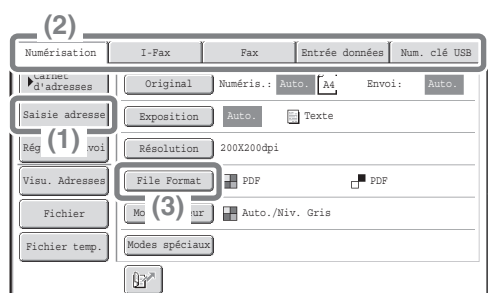 (2)
Numérisation I-Fax Fax Entrée données Num. clé USB
d'adresses Original Numéris.: Auto. A4 Envoi: Auto.
Saisie adresse Exposition Auto. Texte
(1)
Résolution 200X200dpi
Visu. Adresses File Format PDF PDF
(3)
Fichier Auto./Niv. Gris
Fichier temp. Modes spéciaux